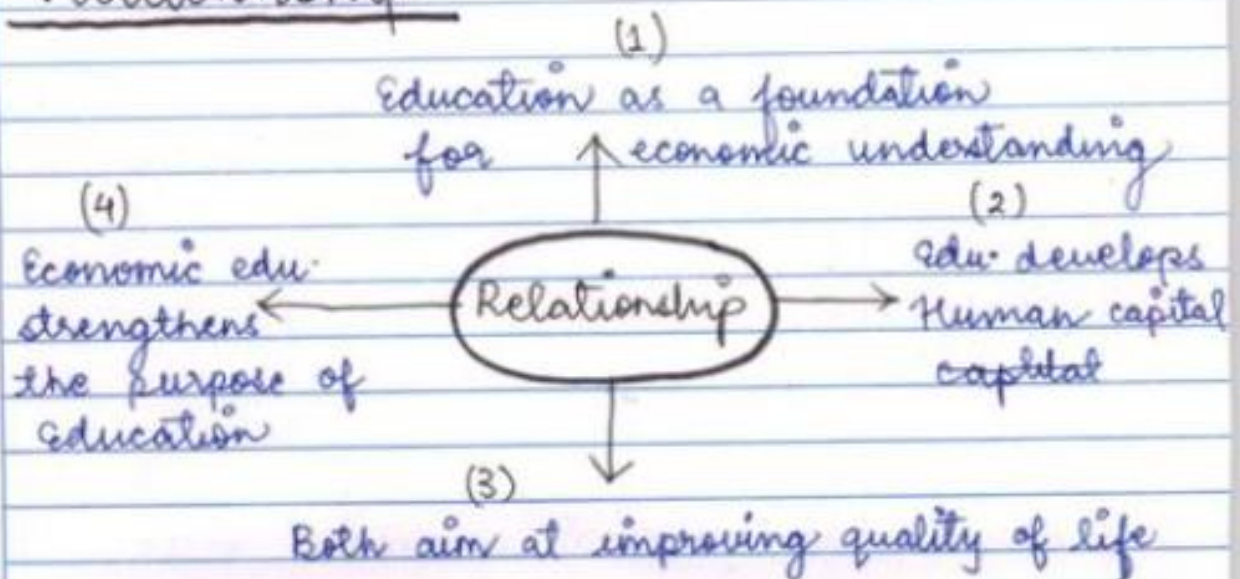 (1)
Education as a foundation
for economic understanding
(4)
Economic edu.
strengthens
the purpose of
Education
Relationship
(2)
Edu. develops
Human capital
capital
(3)
Both aim at improving quality of life